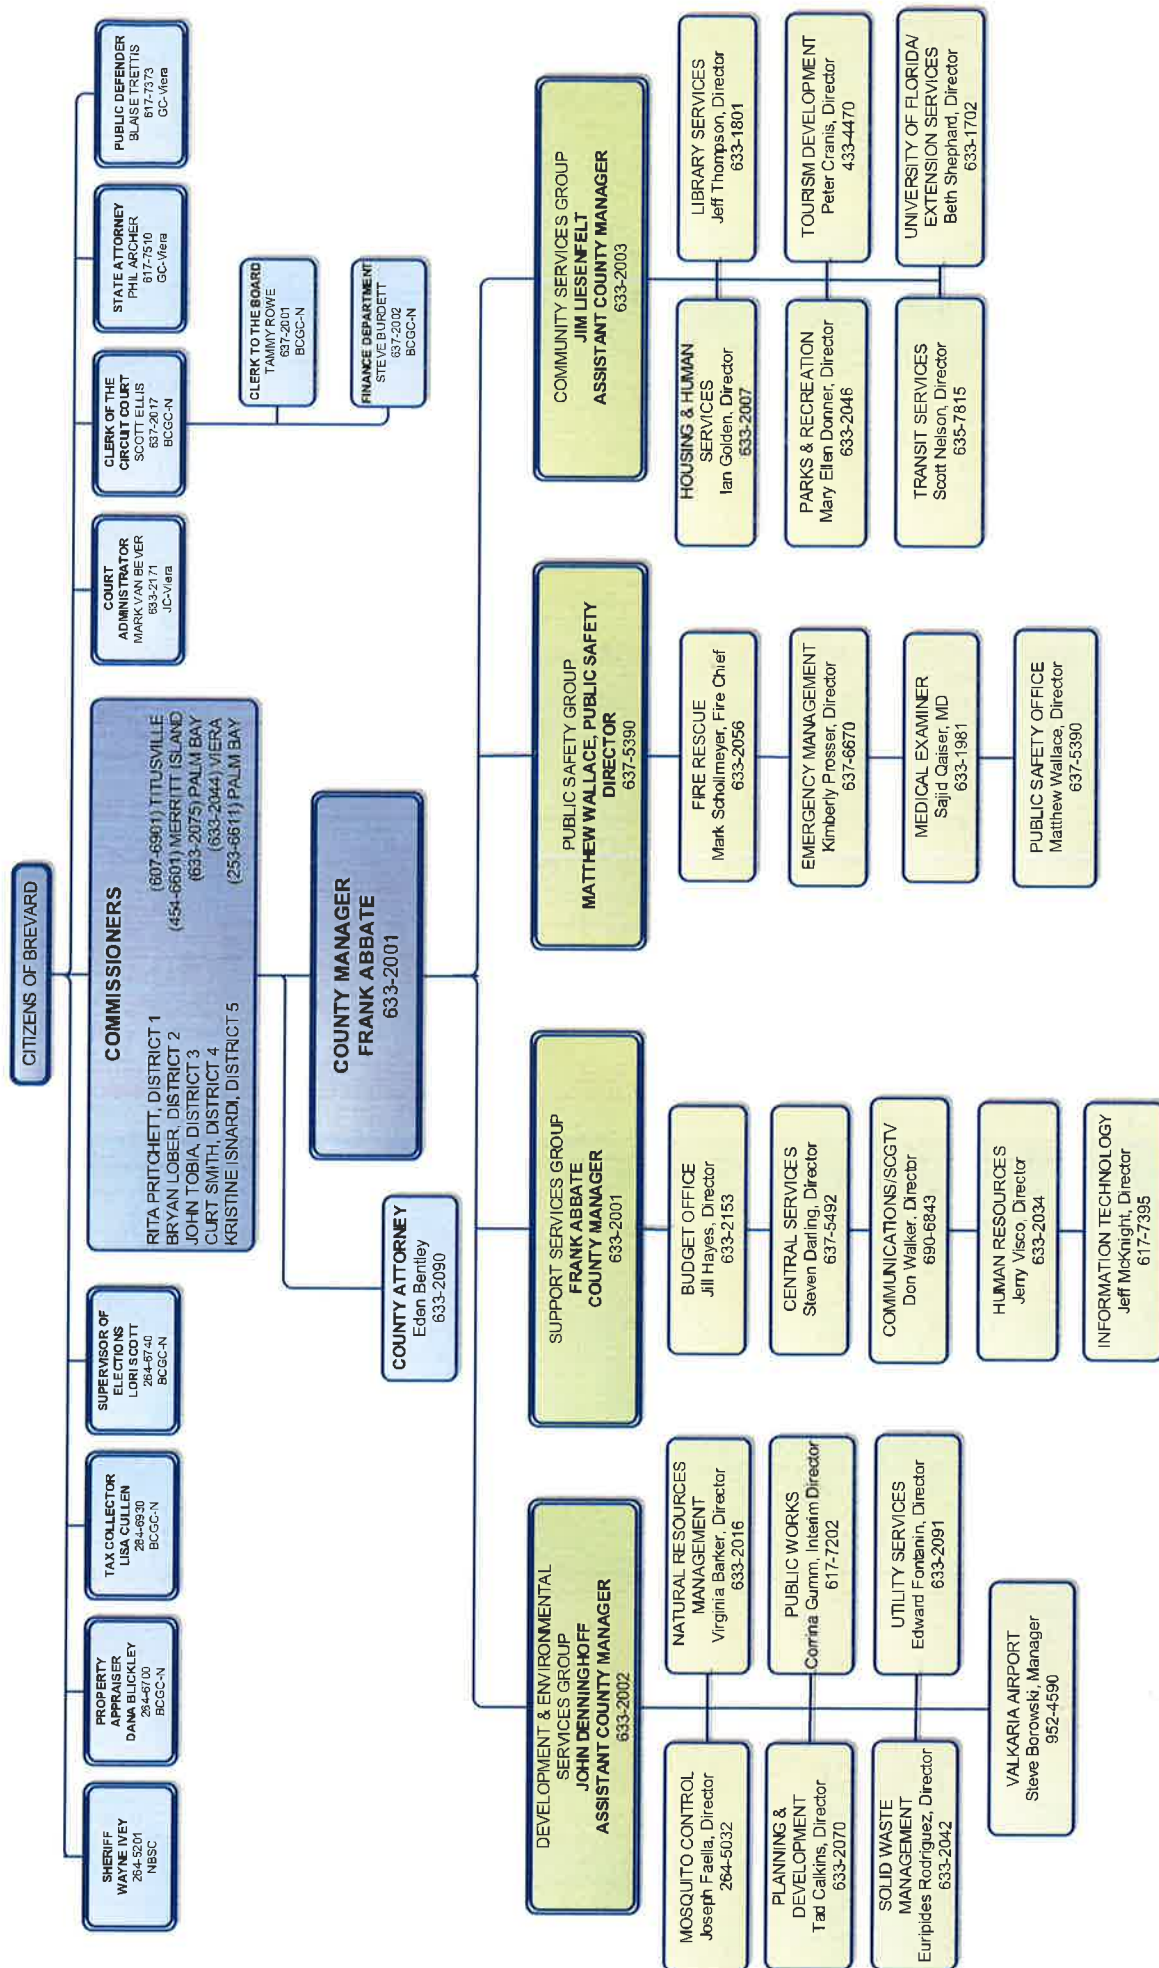 CITIZENS OF BREVARD
SHERIFF
WAYNE IVEY
264-5201
NBSC
PROPERTY
APPRAISER
DANA BLICKLEY
264-6700
BCGC-N
TAX COLLECTOR
LISA CULLEN
264-6930
BCGC-N
SUPERVISOR OF
ELECTIONS
LORI SCOTT
264-6740
BCGC-N
COMMISSIONERS
RITA PRITCHETT, DISTRICT 1 (607-6901) TITUSVILLE
BRYAN LOBER, DISTRICT 2 (454-6601) MERRITT ISLAND
JOHN TOBIA, DISTRICT 3 (633-2075) PALM BAY
CURT SMITH, DISTRICT 4 (633-2044) VIERA
KRISTINE ISNARDI, DISTRICT 5 (253-6611) PALM BAY
COURT
ADMINISTRATOR
MARK VAN BEVER
633-2171
JC-Viera
CLERK OF THE
CIRCUIT COURT
SCOTT ELLIS
637-2017
BCGC-N
STATE ATTORNEY
PHIL ARCHER
617-7510
GC-Viera
PUBLIC DEFENDER
BLAISE TRETTIS
617-7373
GC-Viera
CLERK TO THE BOARD
TAMMY ROWE
637-2001
BCGC-N
FINANCE DEPARTMENT
STEVE BURDETT
637-2002
BCGC-N
COUNTY MANAGER
FRANK ABBATE
633-2001
COUNTY ATTORNEY
Eden Bentley
633-2090
DEVELOPMENT & ENVIRONMENTAL
SERVICES GROUP
JOHN DENNINGHOFF
ASSISTANT COUNTY MANAGER
633-2002
MOSQUITO CONTROL
Joseph Faella, Director
264-5032
NATURAL RESOURCES
MANAGEMENT
Virginia Barker, Director
633-2016
PLANNING &
DEVELOPMENT
Tad Calkins, Director
633-2070
PUBLIC WORKS
Corrina Gumm, Interim Director
617-7202
SOLID WASTE
MANAGEMENT
Euripides Rodriguez, Director
633-2042
UTILITY SERVICES
Edward Fontanin, Director
633-2091
VALKARIA AIRPORT
Steve Borowski, Manager
952-4590
SUPPORT SERVICES GROUP
FRANK ABBATE
COUNTY MANAGER
633-2001
BUDGET OFFICE
Jill Hayes, Director
633-2153
CENTRAL SERVICES
Steven Darling, Director
637-5492
COMMUNICATIONS/SCGTV
Don Walker, Director
690-6843
HUMAN RESOURCES
Jerry Visco, Director
633-2034
INFORMATION TECHNOLOGY
Jeff McKnight, Director
617-7395
PUBLIC SAFETY GROUP
MATTHEW WALLACE, PUBLIC SAFETY
DIRECTOR
637-5390
FIRE RESCUE
Mark Schollmeyer, Fire Chief
633-2056
EMERGENCY MANAGEMENT
Kimberly Prosser, Director
637-6670
MEDICAL EXAMINER
Sajid Qaiser, MD
633-1981
PUBLIC SAFETY OFFICE
Matthew Wallace, Director
637-5390
COMMUNITY SERVICES GROUP
JIM LIESENFELT
ASSISTANT COUNTY MANAGER
633-2003
HOUSING & HUMAN
SERVICES
Ian Golden, Director
633-2007
LIBRARY SERVICES
Jeff Thompson, Director
633-1801
PARKS & RECREATION
Mary Ellen Donner, Director
633-2046
TOURISM DEVELOPMENT
Peter Cranis, Director
433-4470
TRANSIT SERVICES
Scott Nelson, Director
635-7815
UNIVERSITY OF FLORIDA/
EXTENSION SERVICES
Beth Shephard, Director
633-1702